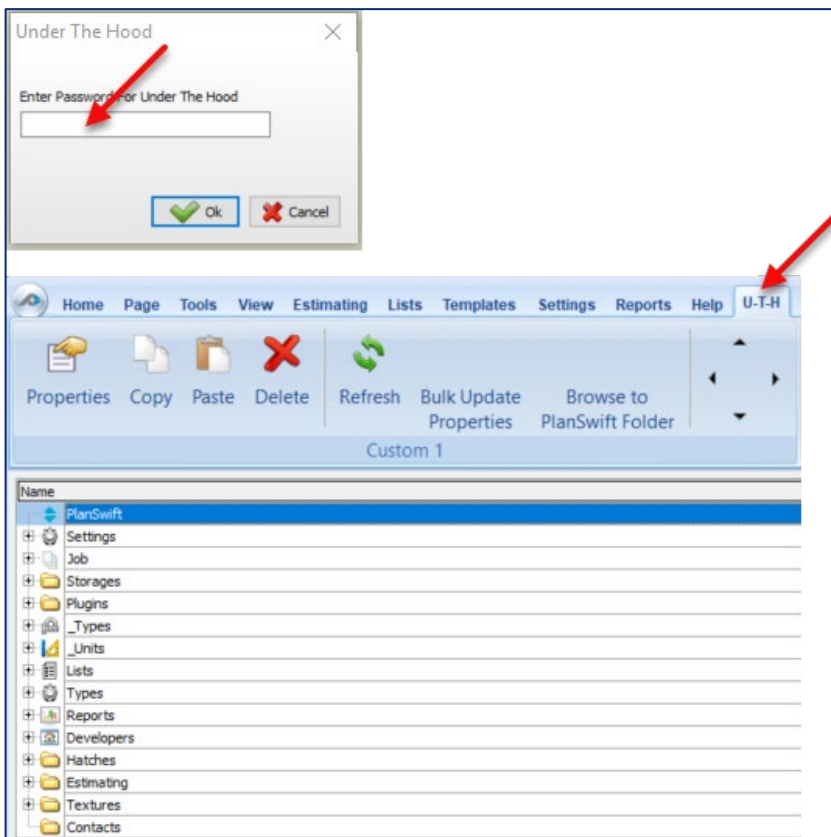 Under The Hood
Enter Password For Under The Hood
Ok Cancel
Home Page Tools View Estimating Lists Templates Settings Reports Help U-T-H
Properties Copy Paste Delete Refresh Bulk Update Browse to
Properties PlanSwift Folder
Custom 1
Name
PlanSwift
Settings
Job
Storages
Plugins
_Types
_Units
Lists
Types
Reports
Developers
Hatches
Estimating
Textures
Contacts